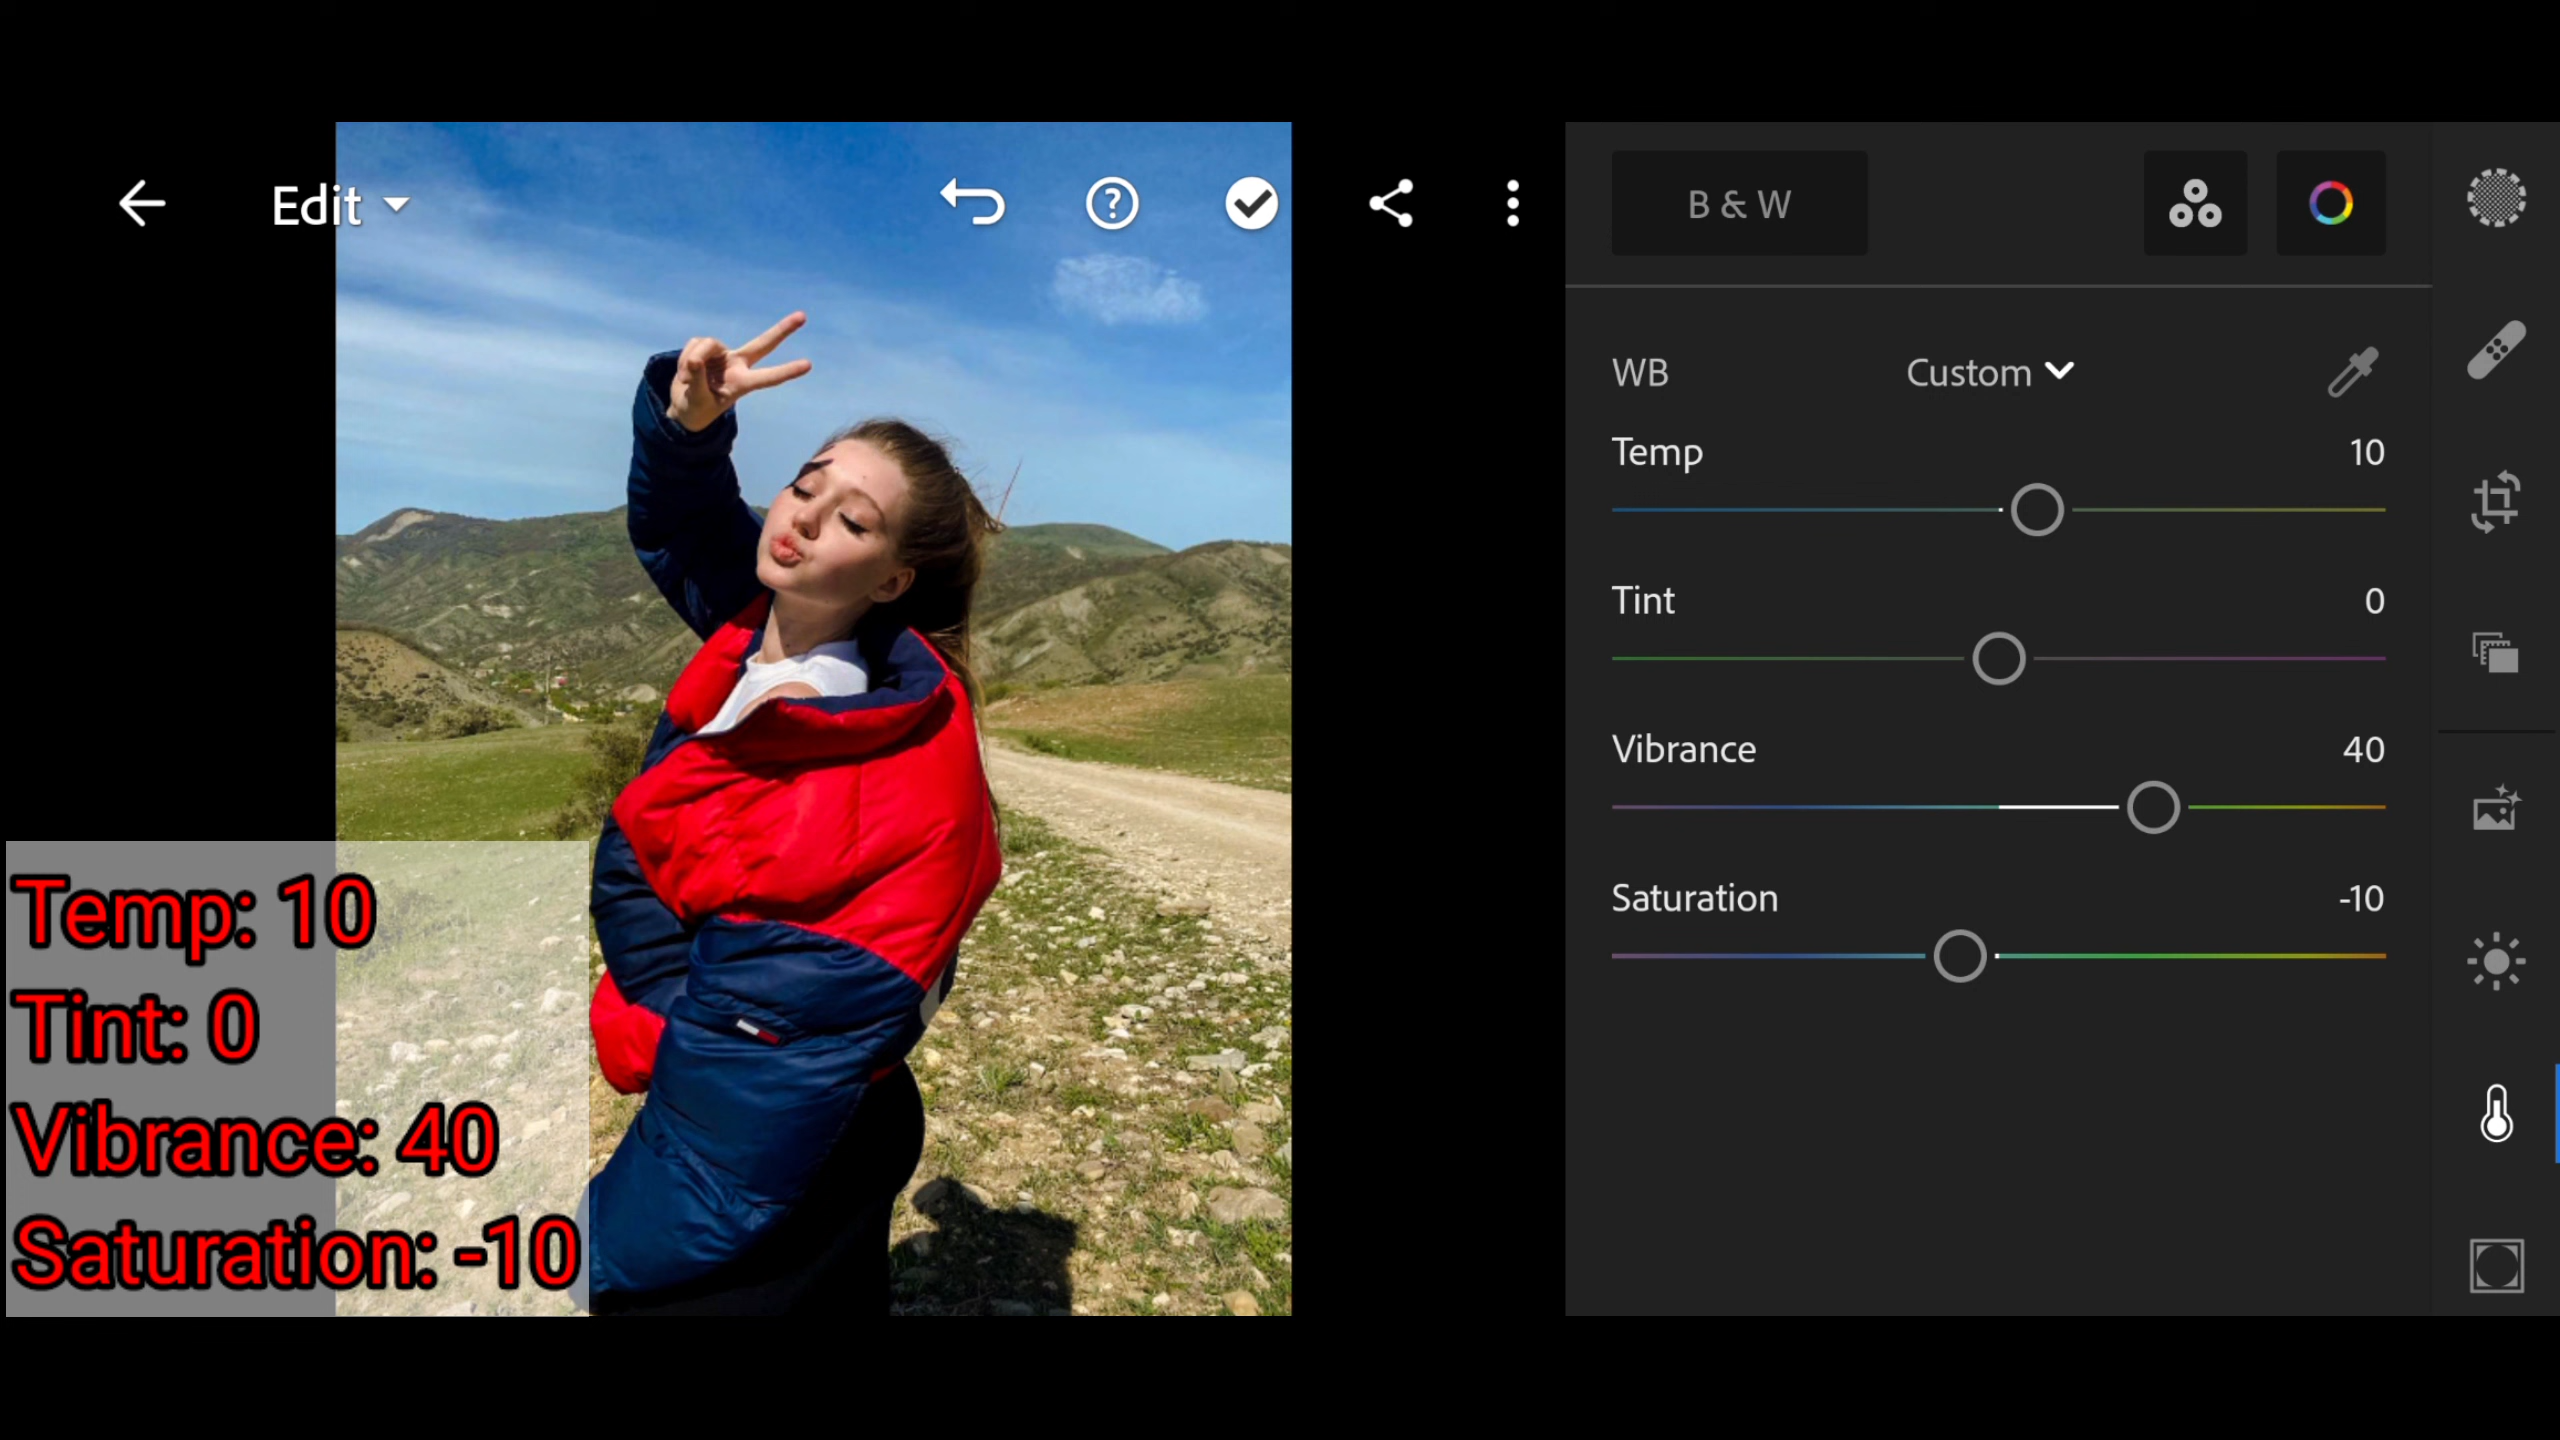 Edit
B & W
WB Custom
Temp 10
Tint 0
Vibrance 40
Saturation -10
Temp: 10
Tint: 0
Vibrance: 40
Saturation: -10